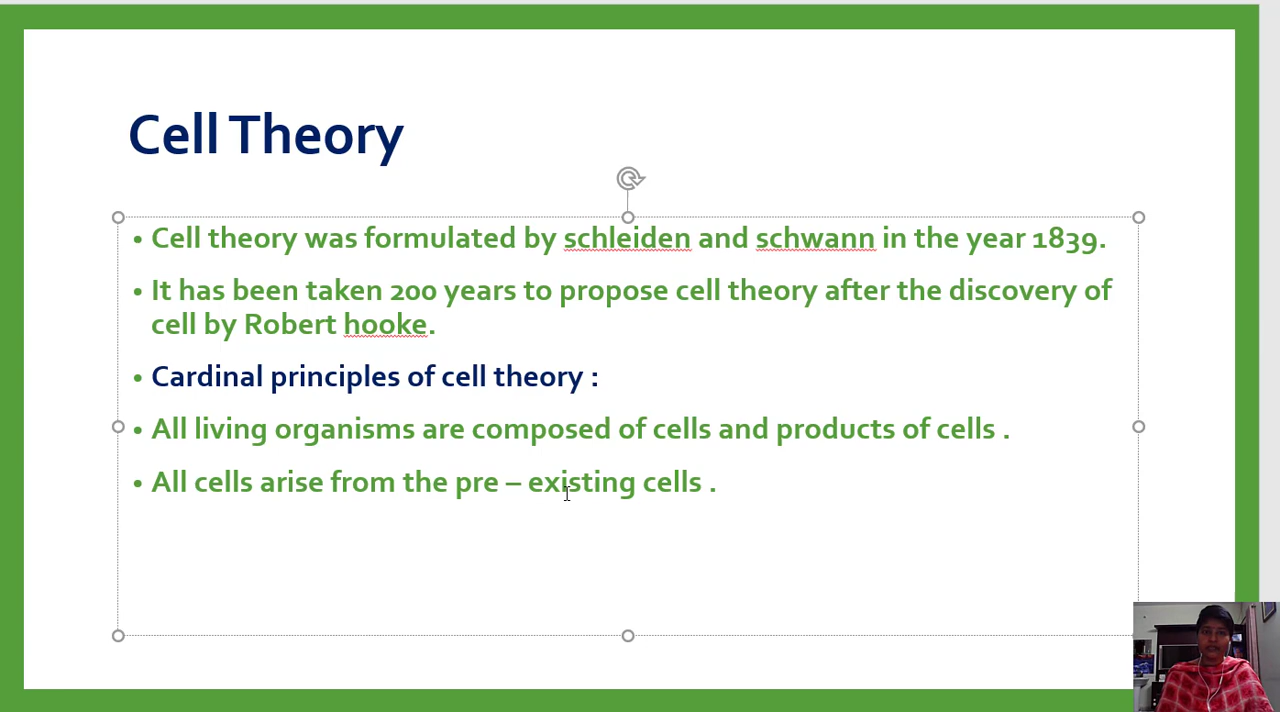 Cell Theory
• Cell theory was formulated by schleiden and schwann in the year 1839.
• It has been taken 200 years to propose cell theory after the discovery of
cell by Robert hooke.
• Cardinal principles of cell theory :
• All living organisms are composed of cells and products of cells .
• All cells arise from the pre – existing cells .